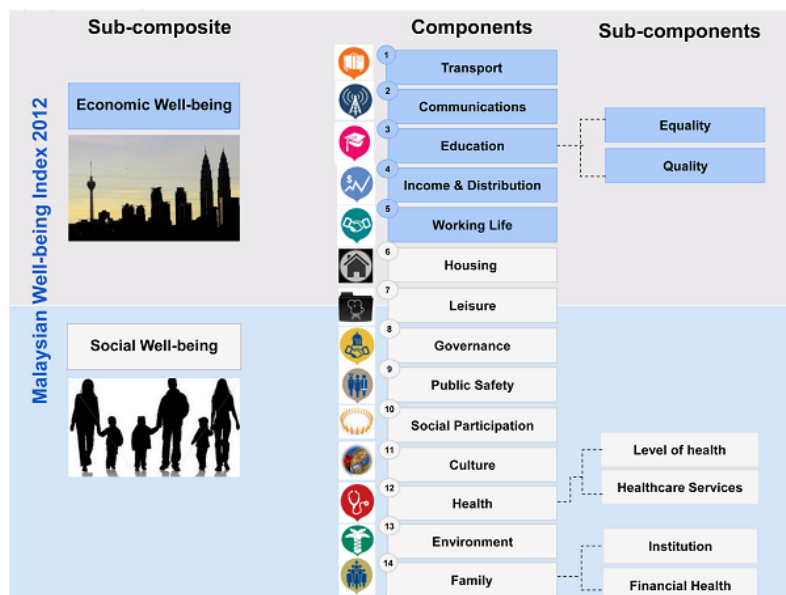 Sub-composite
Components
Sub-components
Malaysian Well-being Index 2012
Economic Well-being
Social Well-being
1
Transport
2
Communications
3
Education
4
Income & Distribution
5
Working Life
6
Housing
7
Leisure
8
Governance
9
Public Safety
10
Social Participation
11
Culture
12
Health
13
Environment
14
Family
Equality
Quality
Level of health
Healthcare Services
Institution
Financial Health